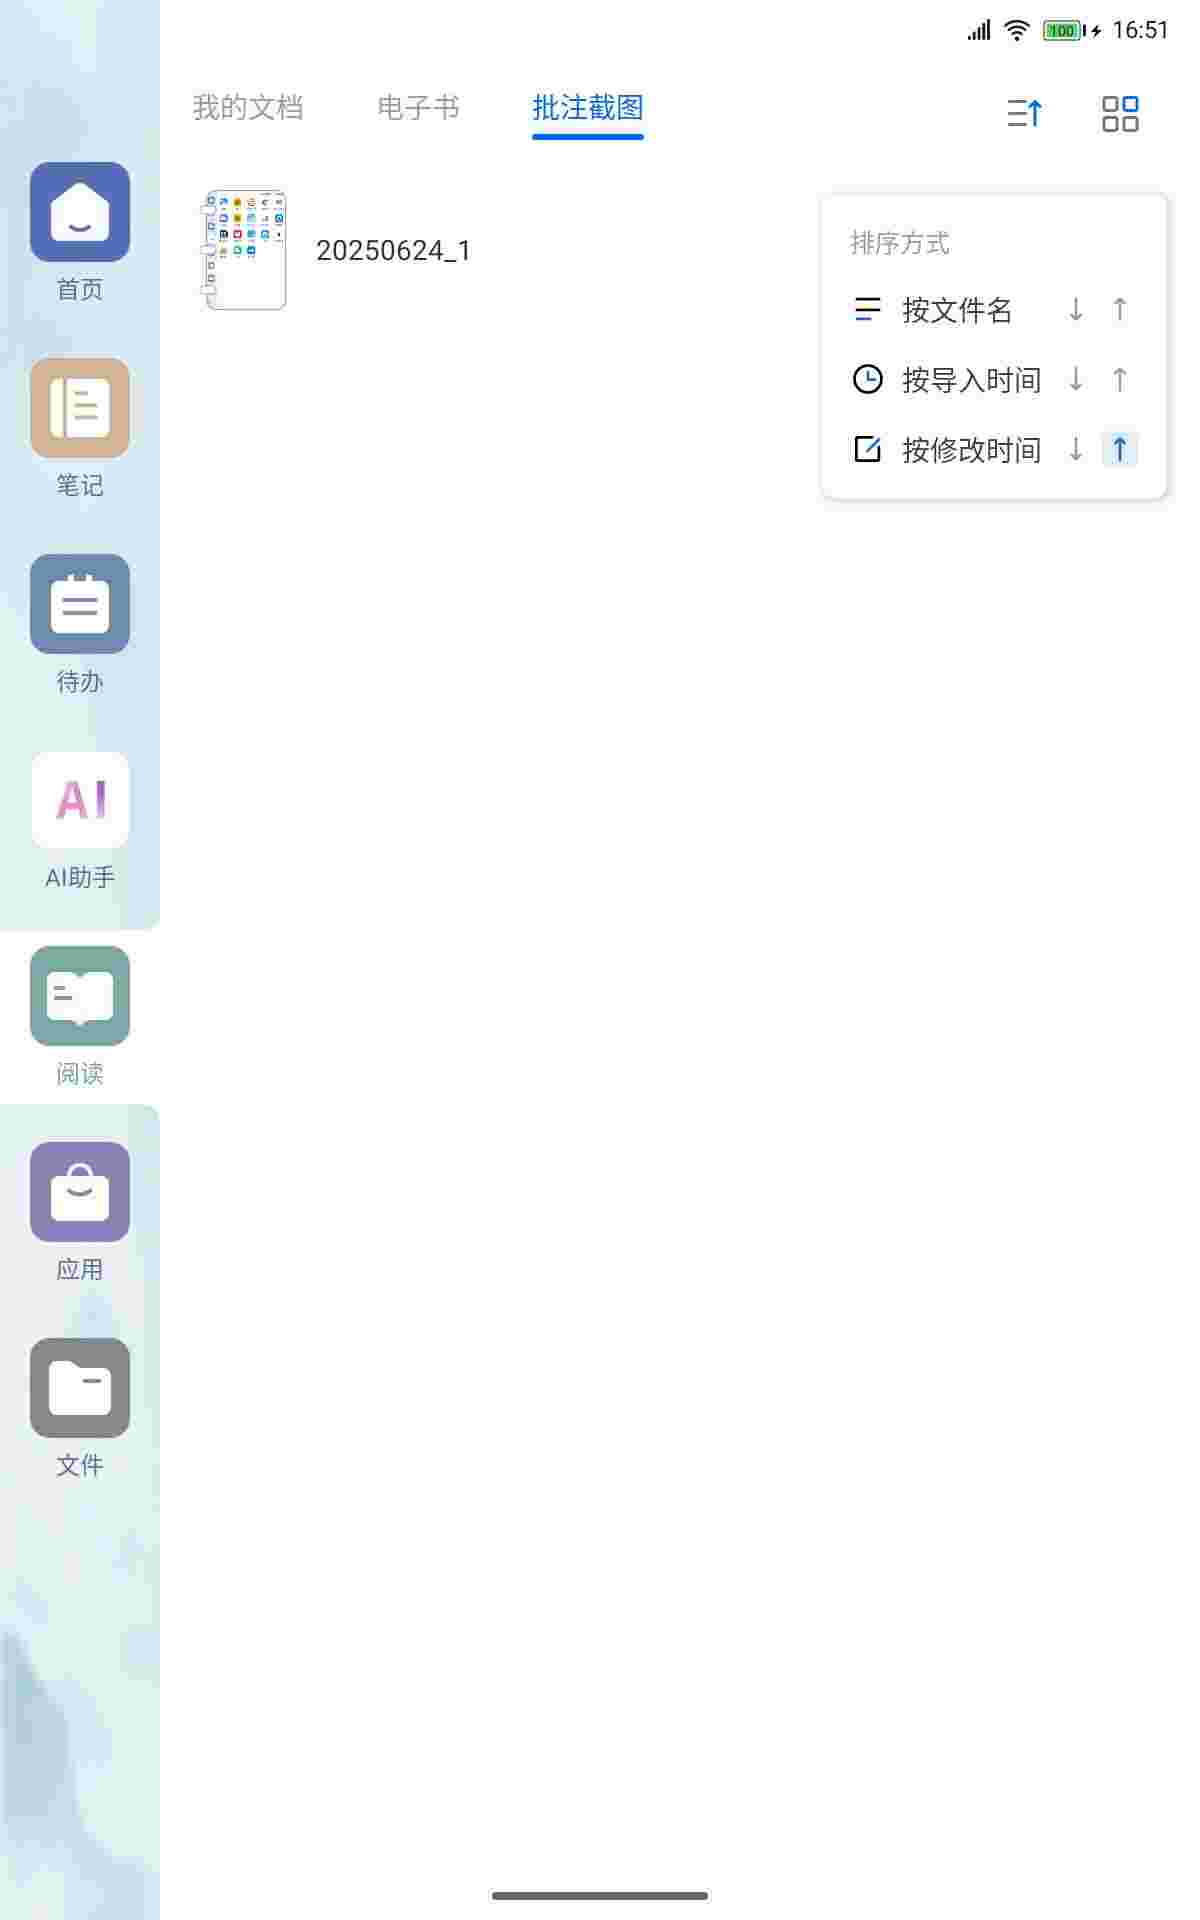 100 16:51
我的文档 电子书 批注截图
首页
笔记
待办
AI
AI助手
阅读
应用
文件
20250624_1
排序方式
按文件名 ↓ ↑
按导入时间 ↓ ↑
按修改时间 ↓ ↑